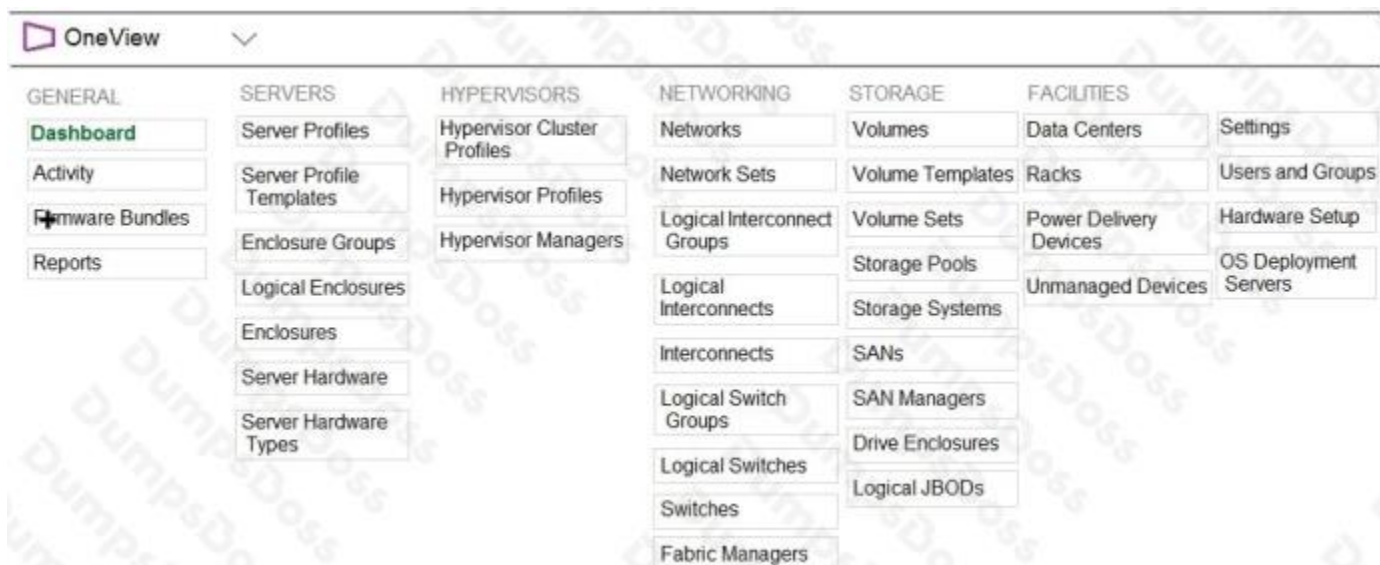 OneView
GENERAL
Dashboard
Activity
Firmware Bundles
Reports
SERVERS
Server Profiles
Server Profile
Templates
Enclosure Groups
Logical Enclosures
Enclosures
Server Hardware
Server Hardware
Types
HYPERVISORS
Hypervisor Cluster
Profiles
Hypervisor Profiles
Hypervisor Managers
NETWORKING
Networks
Network Sets
Logical Interconnect
Groups
Logical
Interconnects
Interconnects
Logical Switch
Groups
Logical Switches
Switches
Fabric Managers
STORAGE
Volumes
Volume Templates
Volume Sets
Storage Pools
Storage Systems
SANs
SAN Managers
Drive Enclosures
Logical JBODs
FACILITIES
Data Centers
Racks
Power Delivery
Devices
Unmanaged Devices
Settings
Users and Groups
Hardware Setup
OS Deployment
Servers
DumpsDoss